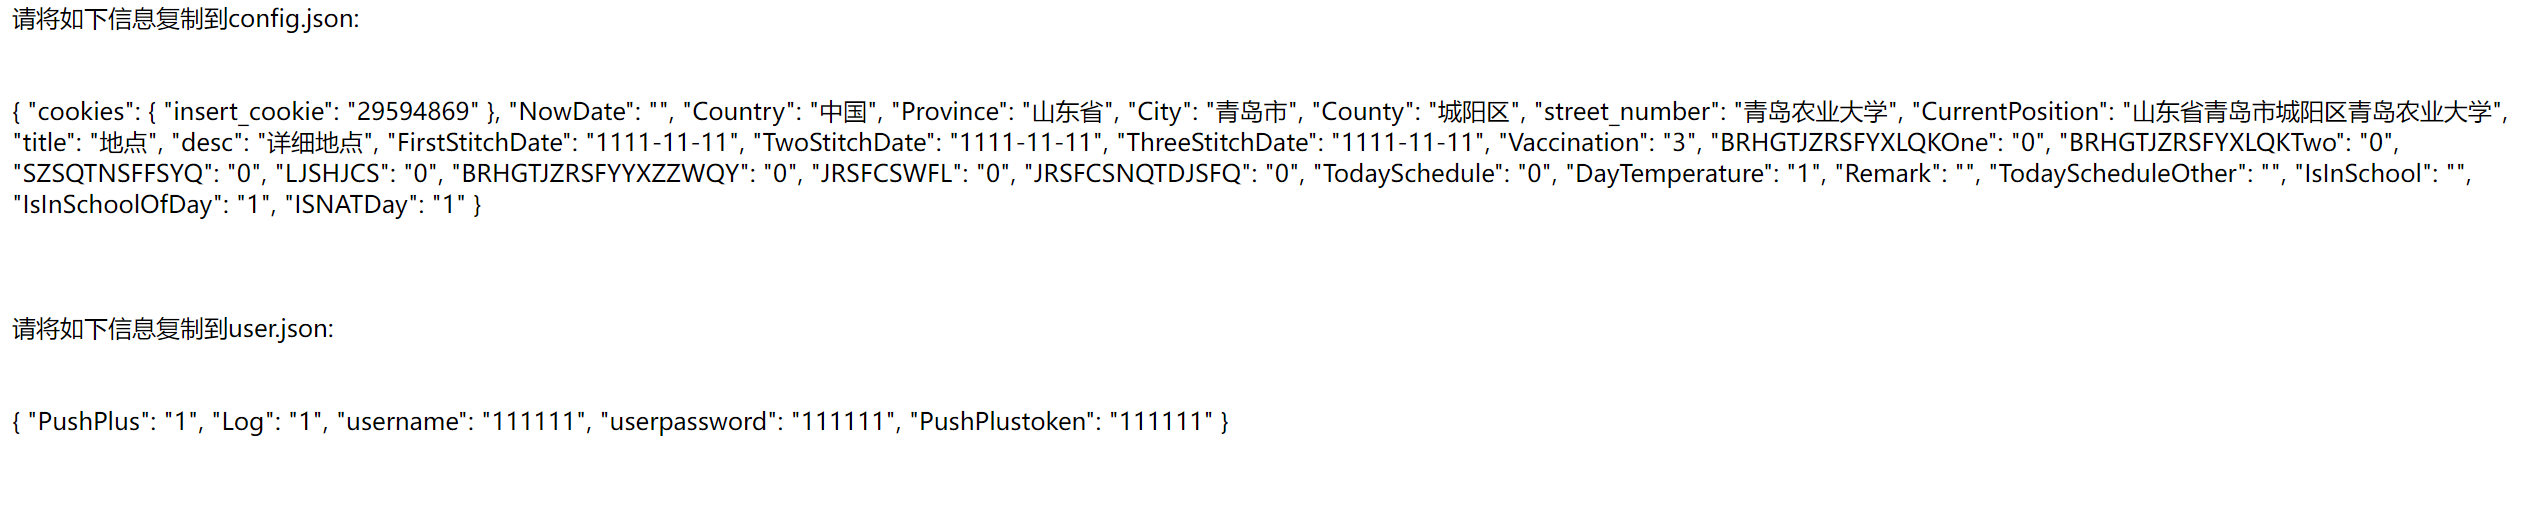 请将如下信息复制到config.json:
{ "cookies": { "insert_cookie": "29594869" }, "NowDate": "", "Country": "中国", "Province": "山东省", "City": "青岛市", "County": "城阳区", "street_number": "青岛农业大学", "CurrentPosition": "山东省青岛市城阳区青岛农业大学",
"title": "地点", "desc": "详细地点", "FirstStitchDate": "1111-11-11", "TwoStitchDate": "1111-11-11", "ThreeStitchDate": "1111-11-11", "Vaccination": "3", "BRHGTJZRSFYXLQKOne": "0", "BRHGTJZRSFYXLQKTwo": "0",
"SZSQTNSFFSYQ": "0", "LJSHJCS": "0", "BRHGTJZRSFYYXZZWQY": "0", "JRSFCSWFL": "0", "JRSFCSNQTDJSFQ": "0", "TodaySchedule": "0", "DayTemperature": "1", "Remark": "", "TodayScheduleOther": "", "IsInSchool": "",
"IsInSchoolOfDay": "1", "ISNATDay": "1" }
请将如下信息复制到user.json:
{ "PushPlus": "1", "Log": "1", "username": "111111", "userpassword": "111111", "PushPlustoken": "111111" }